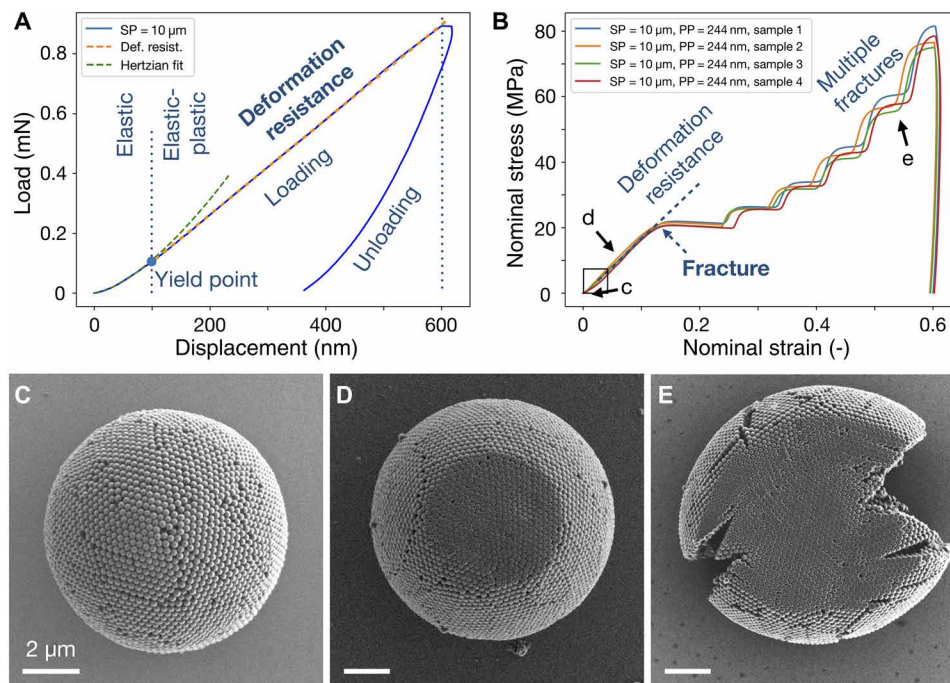 A
SP = 10 µm
Def. resist.
Hertzian fit
Load (mN)
0.8
0.6
0.4
0.2
0
0
200
400
600
Displacement (nm)
Elastic
Elastic-
plastic
Deformation
resistance
Loading
Unloading
Yield point
B
SP = 10 µm, PP = 244 nm, sample 1
SP = 10 µm, PP = 244 nm, sample 2
SP = 10 µm, PP = 244 nm, sample 3
SP = 10 µm, PP = 244 nm, sample 4
Nominal stress (MPa)
80
60
40
20
0
0
0.2
0.4
0.6
Nominal strain (-)
Deformation
resistance
Multiple
fractures
Fracture
d
c
e
C
2 µm
D
E